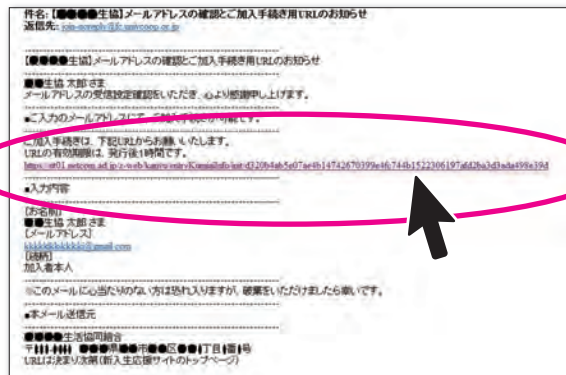 件名:【●●●●生協】メールアドレスの確認とご加入手続き用URLのお知らせ
返信先:
【●●●●生協】メールアドレスの確認とご加入手続き用URLのお知らせ
●●生協 太郎 さま
メールアドレスの受信設定確認をいただき、心より感謝申し上げます。
■ご入力のメールアドレスにて、ご加入手続が可能です。
ご加入手続きは、下記URLからお願いいたします。
URLの有効期限は、発行後1時間です。
■入力内容
[お名前]
●●生協 太郎 さま
[メールアドレス]
[続柄]
加入者本人
※このメールに心当たりのない方は恐れ入りますが、破棄をいただけましたら幸いです。
■本メール送信元
●●●●生活協同組合
URLは決まり次第(新入生応援サイトのトップページ)